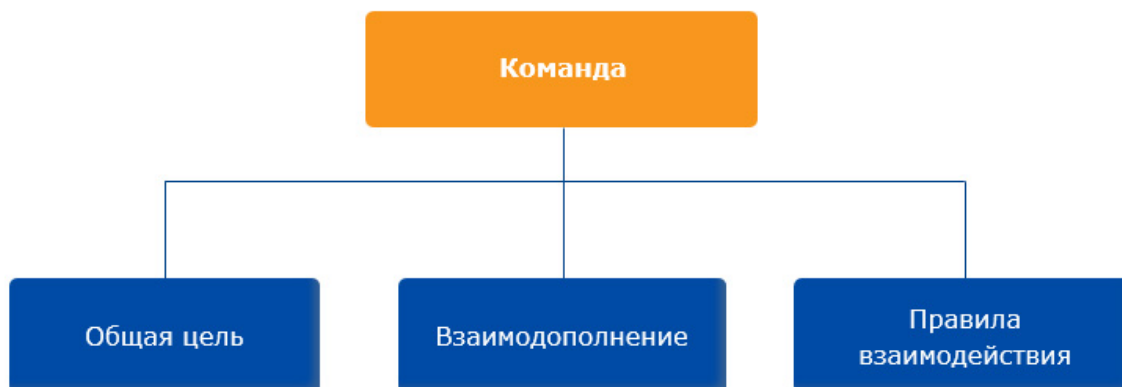 Команда
Общая цель
Взаимодополнение
Правила
взаимодействия